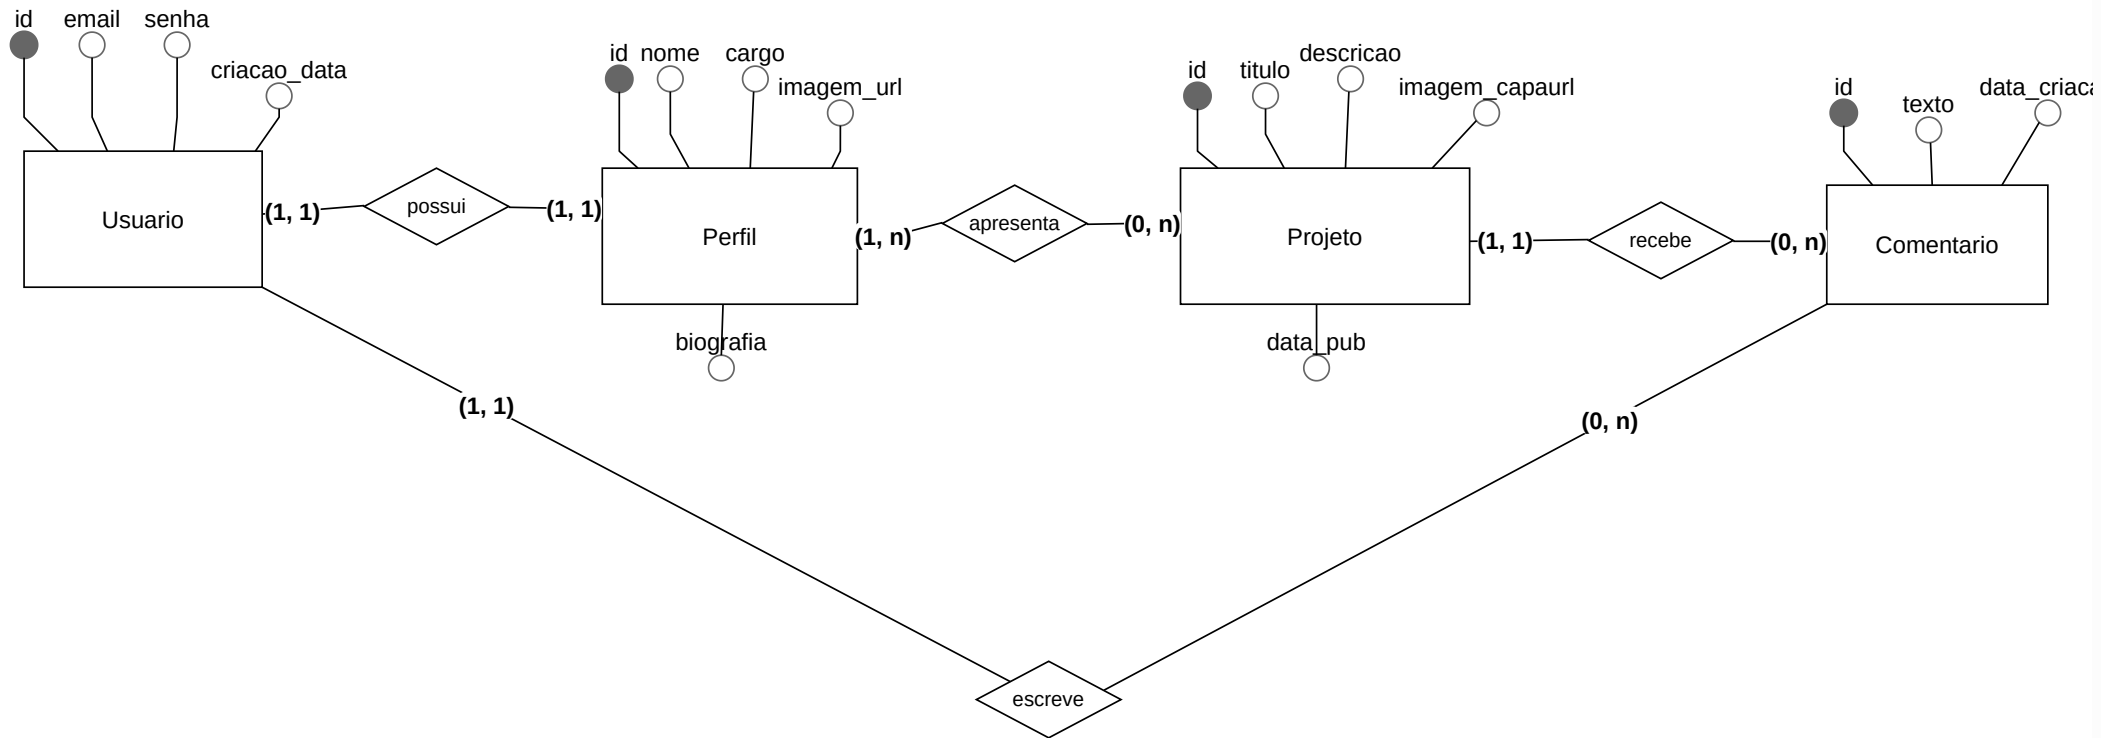 id email senha
criacao_data
id nome cargo
imagem_url
id titulo descricao
imagem_capaurl
id texto
Usuario
(1, 1)
possui
(1, 1)
Perfil
(1, n)
apresenta
(0, n)
Projeto
(1, 1)
recebe
(0, n)
Comentario
biografia
data_pub
(1, 1)
(0, n)
escreve